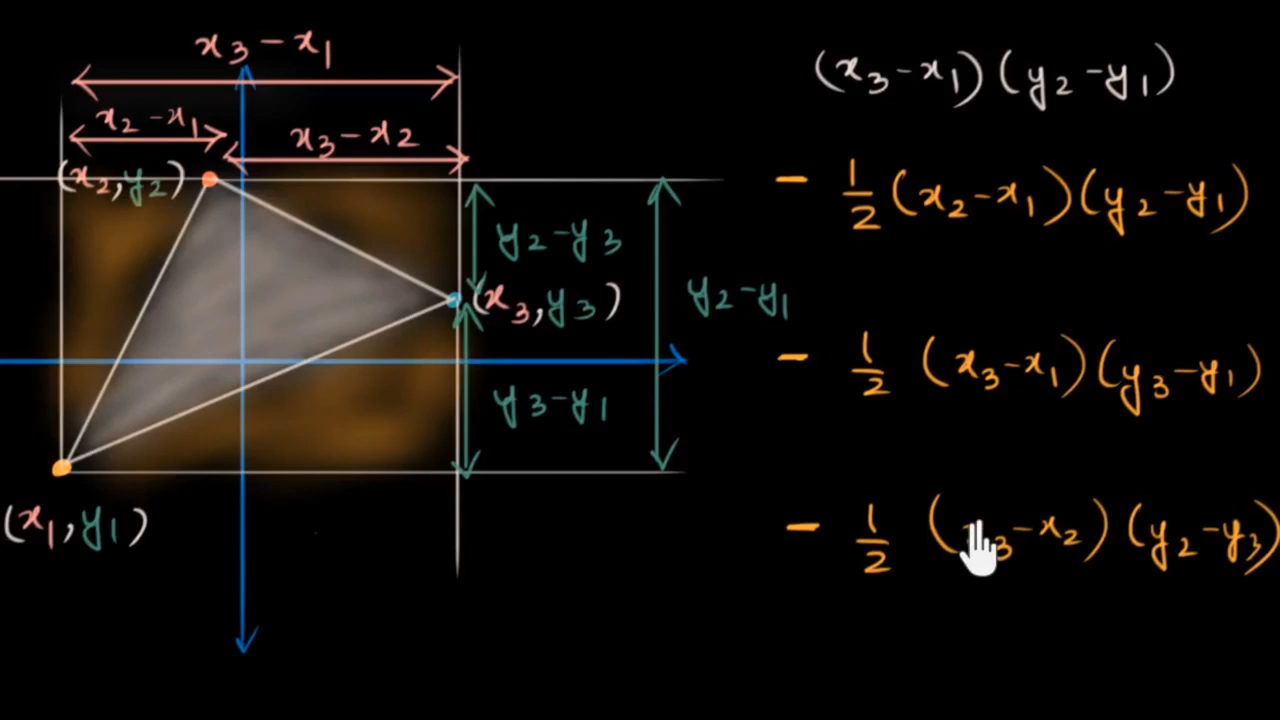 x₃ − x₁
x₂ − x₁
x₃ − x₂
(x₂, y₂)
y₂ − y₃
(x₃, y₃)
y₂ − y₁
y₃ − y₁
(x₁, y₁)
(x₃ − x₁)(y₂ − y₁)
− 1/2 (x₂ − x₁)(y₂ − y₁)
− 1/2 (x₃ − x₁)(y₃ − y₁)
− 1/2 ( ₃ − x₂)(y₂ − y₃)